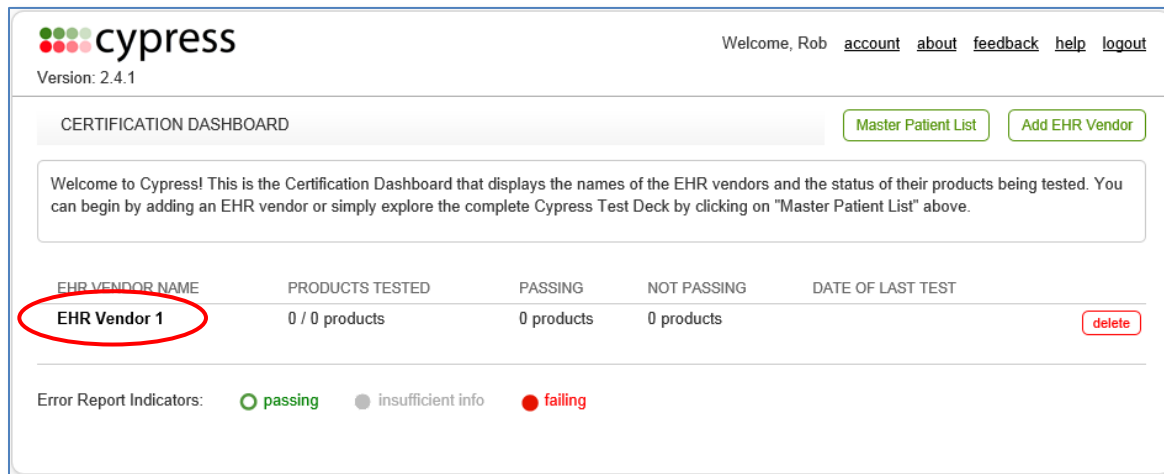 cypress
Welcome, Rob account about feedback help logout
Version: 2.4.1
CERTIFICATION DASHBOARD
Master Patient List
Add EHR Vendor
Welcome to Cypress! This is the Certification Dashboard that displays the names of the EHR vendors and the status of their products being tested. You
can begin by adding an EHR vendor or simply explore the complete Cypress Test Deck by clicking on "Master Patient List" above.
EHR VENDOR NAME PRODUCTS TESTED PASSING NOT PASSING DATE OF LAST TEST
EHR Vendor 1 0 / 0 products 0 products 0 products delete
Error Report Indicators: passing insufficient info failing